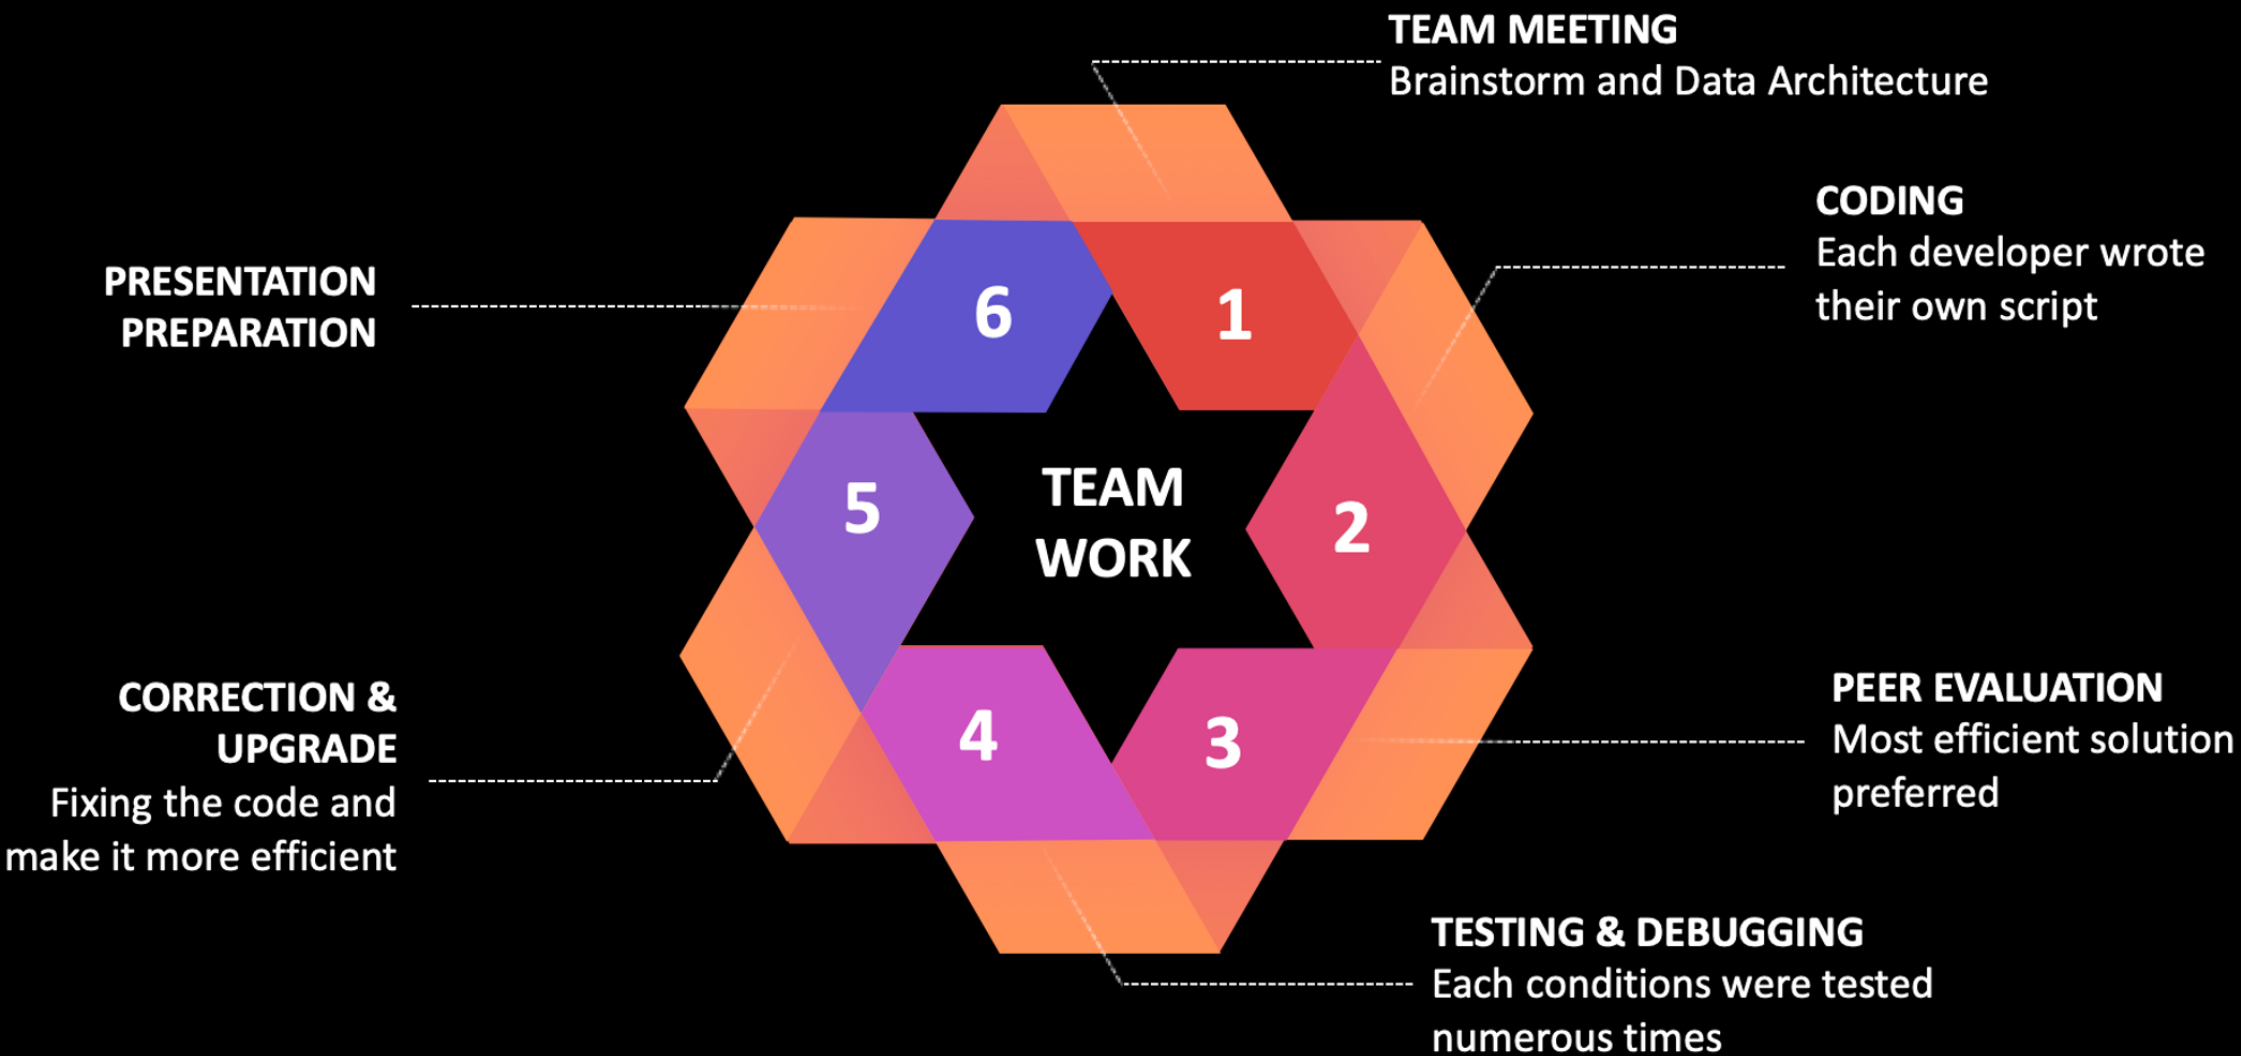 TEAM MEETING
Brainstorm and Data Architecture
CODING
Each developer wrote
their own script
PEER EVALUATION
Most efficient solution
preferred
TESTING & DEBUGGING
Each conditions were tested
numerous times
CORRECTION &
UPGRADE
Fixing the code and
make it more efficient
PRESENTATION
PREPARATION
6
1
5
2
4
3
TEAM
WORK